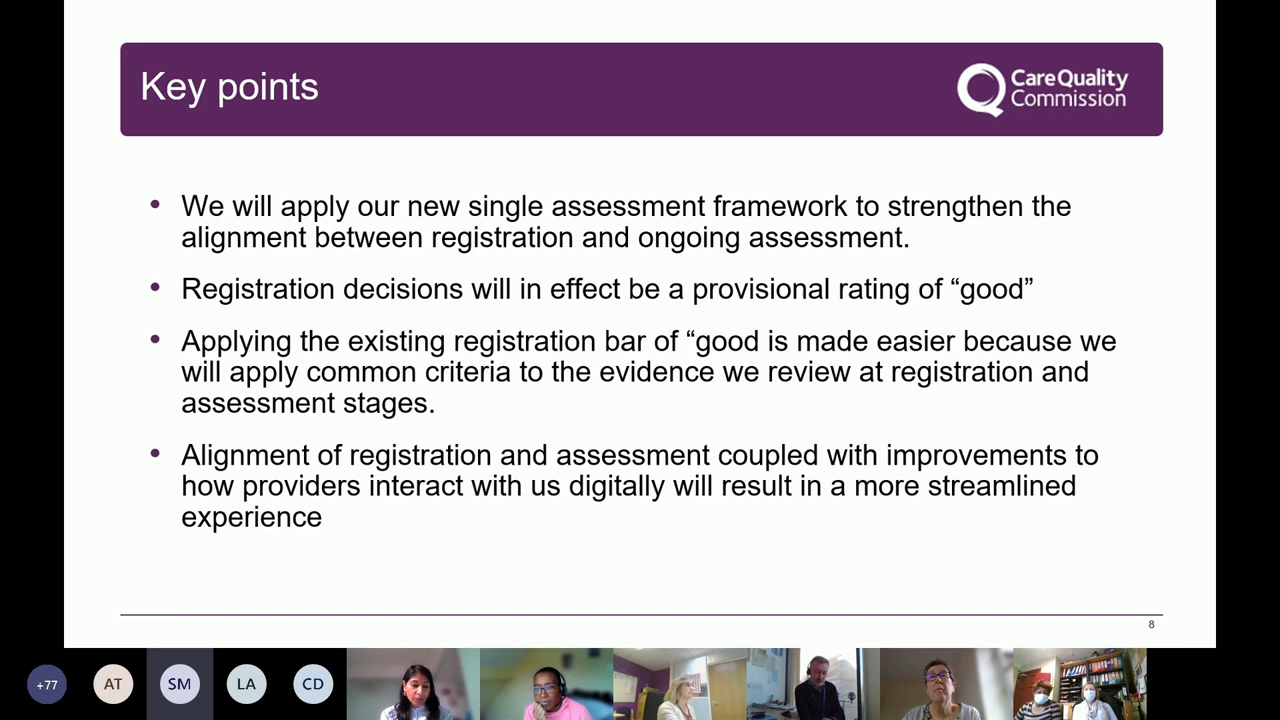 Key points
CareQuality
Commission
• We will apply our new single assessment framework to strengthen the
alignment between registration and ongoing assessment.
• Registration decisions will in effect be a provisional rating of “good”
• Applying the existing registration bar of “good is made easier because we
will apply common criteria to the evidence we review at registration and
assessment stages.
• Alignment of registration and assessment coupled with improvements to
how providers interact with us digitally will result in a more streamlined
experience
8
+77
AT
SM
LA
CD